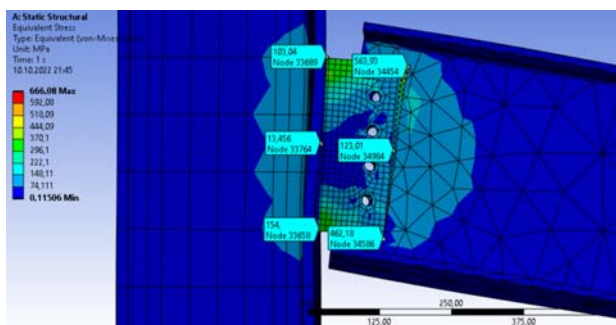 A: Static Structural
Equivalent Stress
Type: Equivalent (von-Mises
Unit: MPa
Time: 1 s
10.10.2022 21:45
666,08 Max
592,08
518,09
444,09
370,1
296,1
222,1
148,11
74,111
0,11506 Min
103,04
Node 33689
563,93
Node 34454
13,456
Node 33764
123,01
Node 34984
154,
Node 33658
462,18
Node 34586
250,00
125,00
375,00